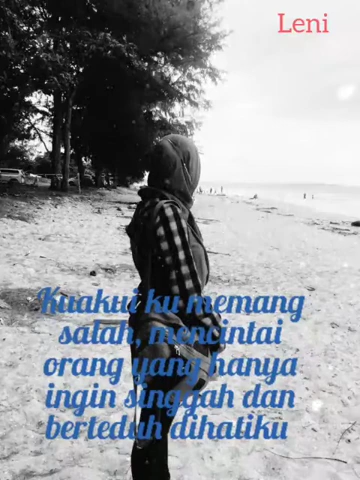 Leni
Kuakui ku memang
salah, mencintai
orang yang hanya
ingin singgah dan
berteduh dihatiku